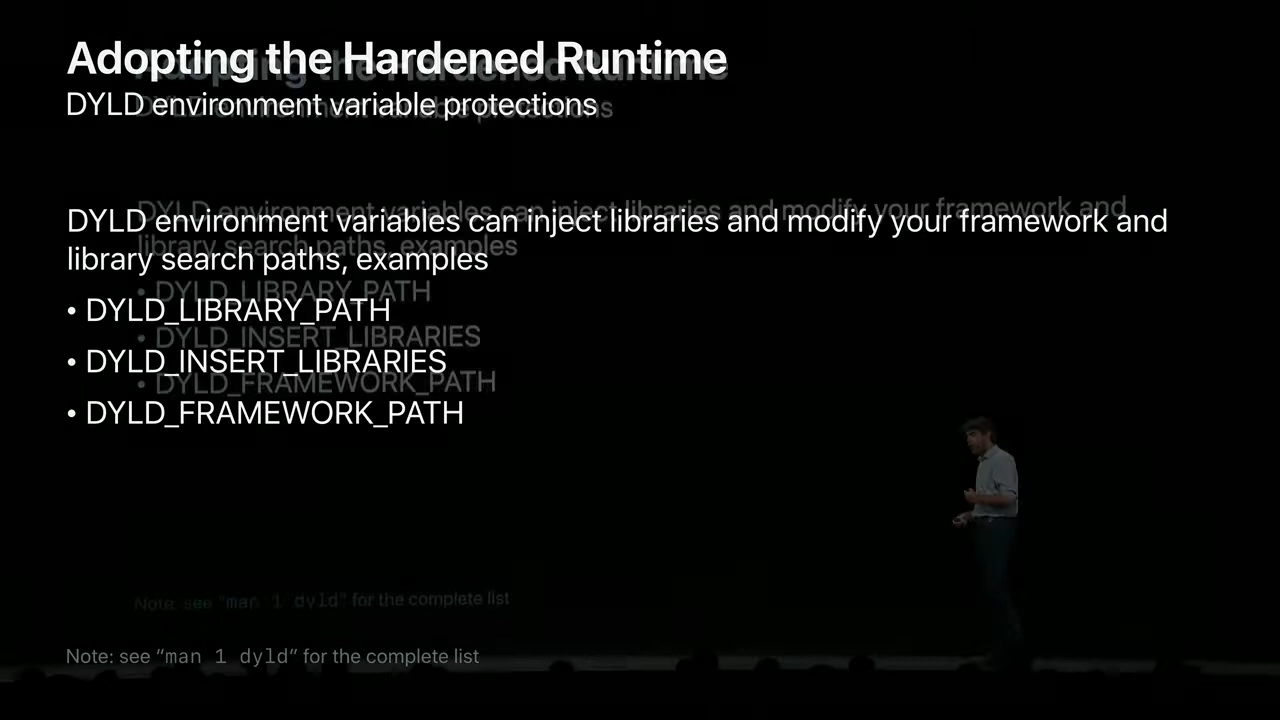 Adopting the Hardened Runtime
DYLD environment variable protections
DYLD environment variables can inject libraries and modify your framework and
library search paths, examples
• DYLD_LIBRARY_PATH
• DYLD_INSERT_LIBRARIES
• DYLD_FRAMEWORK_PATH
Note: see “man 1 dyld” for the complete list